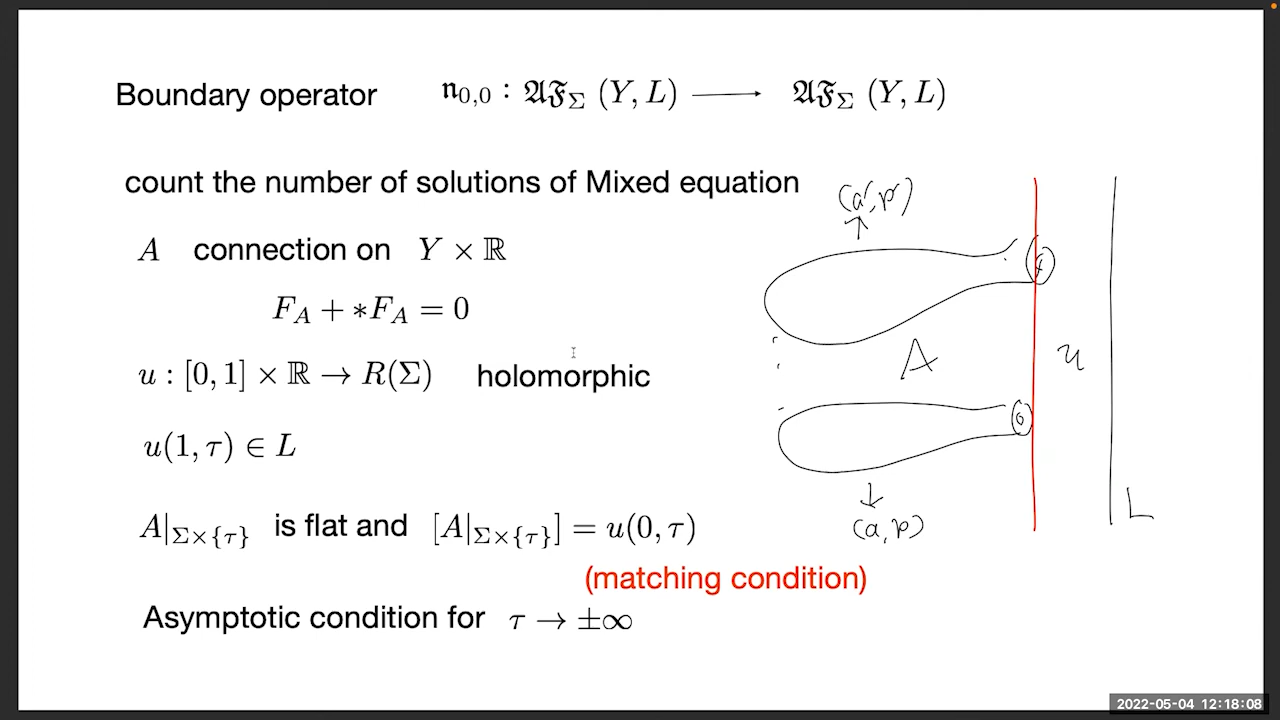 Boundary operator 𝔫₀,₀ : 𝔄𝔉_Σ (Y, L) ⟶ 𝔄𝔉_Σ (Y, L)
count the number of solutions of Mixed equation
(a', p')
A connection on Y × ℝ
F_A + *F_A = 0
A
u
u : [0, 1] × ℝ → R(Σ) holomorphic
u(1, τ) ∈ L
L
A|_{Σ×{τ}} is flat and [A|_{Σ×{τ}}] = u(0, τ)
(a, p)
(matching condition)
Asymptotic condition for τ → ±∞
2022-05-04 12:18:08